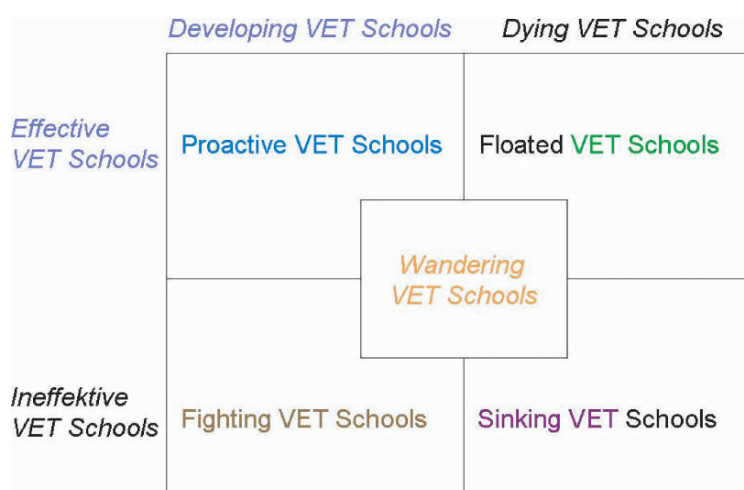 Developing VET Schools
Dying VET Schools
Effective
VET Schools
Proactive VET Schools
Floated VET Schools
Wandering
VET Schools
Ineffektive
VET Schools
Fighting VET Schools
Sinking VET Schools